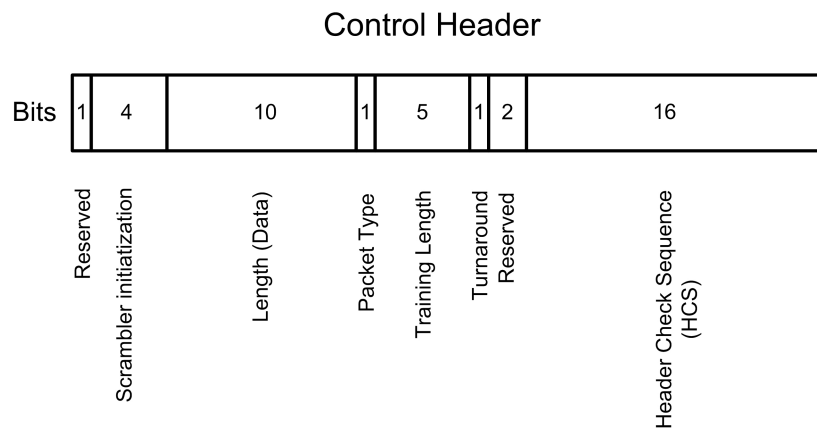 Control Header
Bits 1 4 10 1 5 1 2 16
Reserved
Scrambler initiatization
Length (Data)
Packet Type
Training Length
Turnaround
Reserved
Header Check Sequence
(HCS)